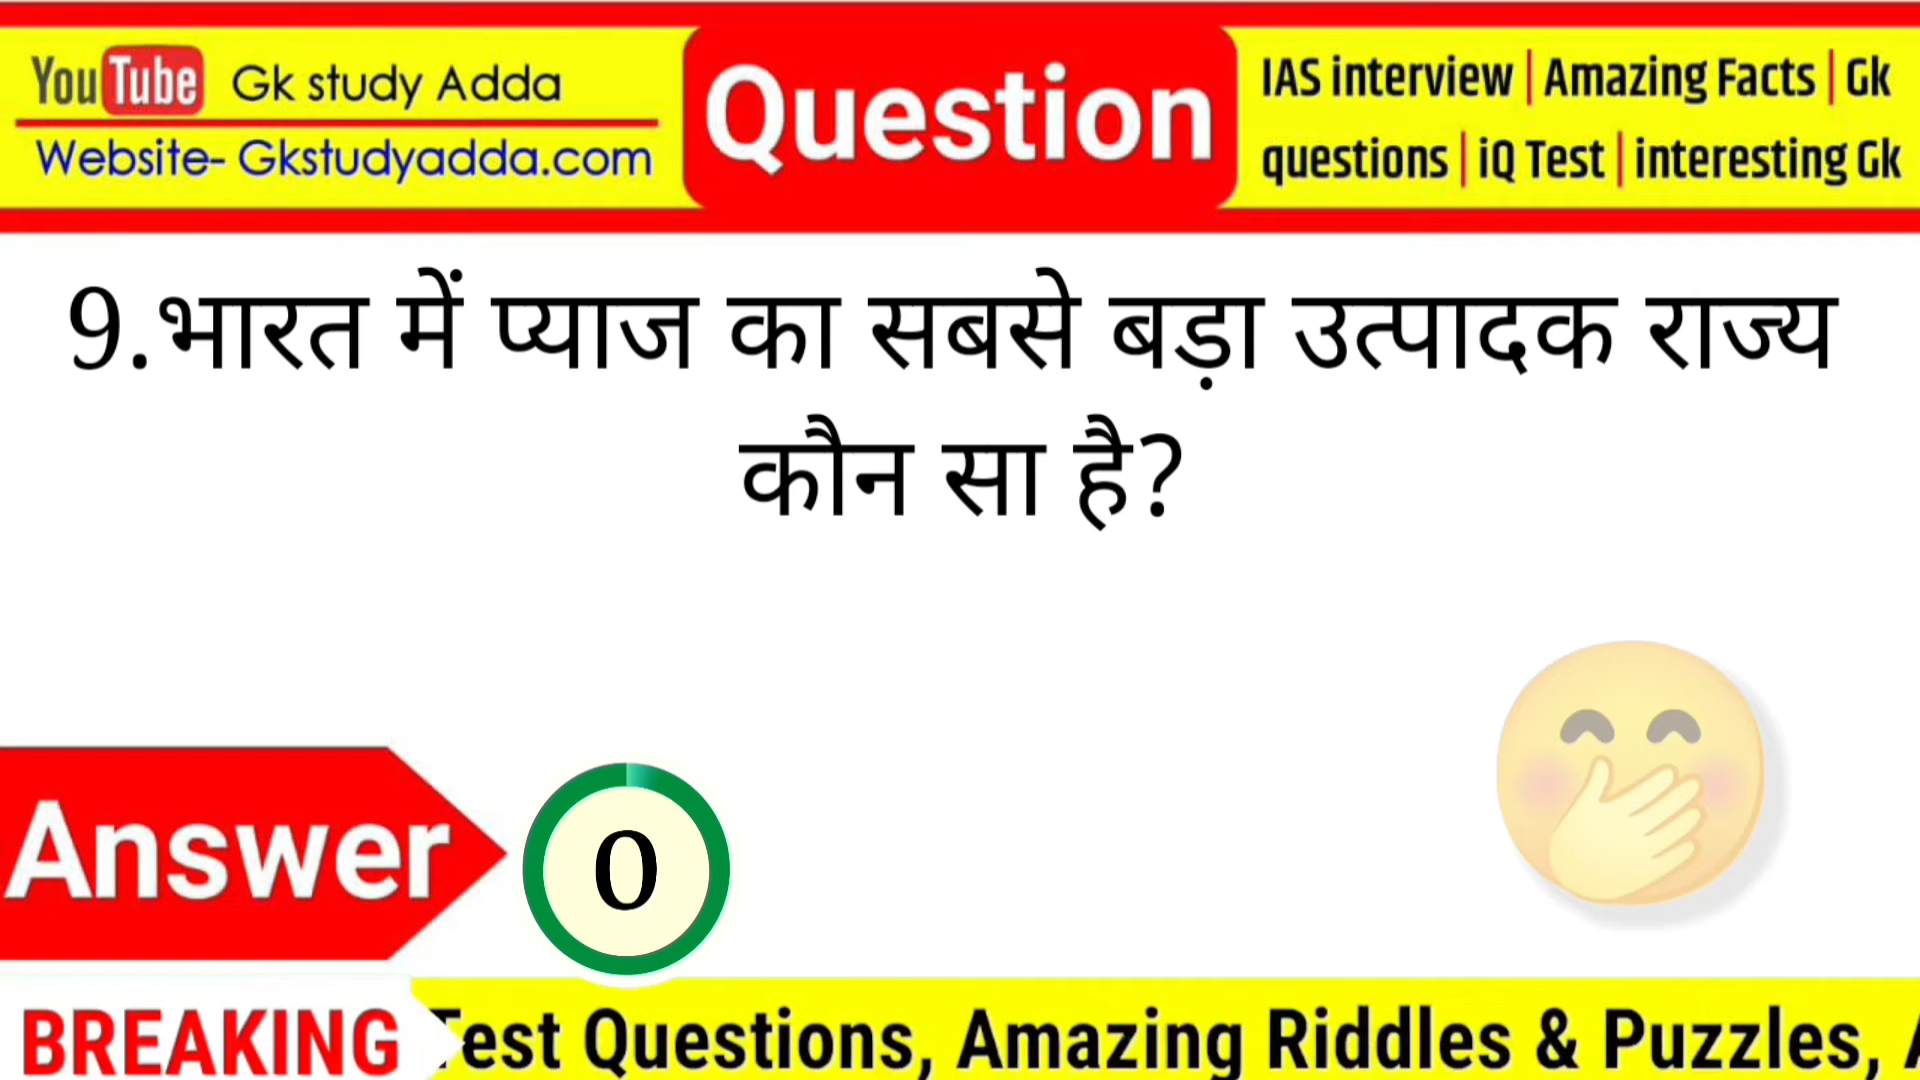 YouTube Gk study Adda
Website- Gkstudyadda.com
Question
IAS interview | Amazing Facts | Gk
questions | iQ Test | interesting Gk
9.भारत में प्याज का सबसे बड़ा उत्पादक राज्य
कौन सा है?
Answer
0
BREAKING
Test Questions, Amazing Riddles & Puzzles, A